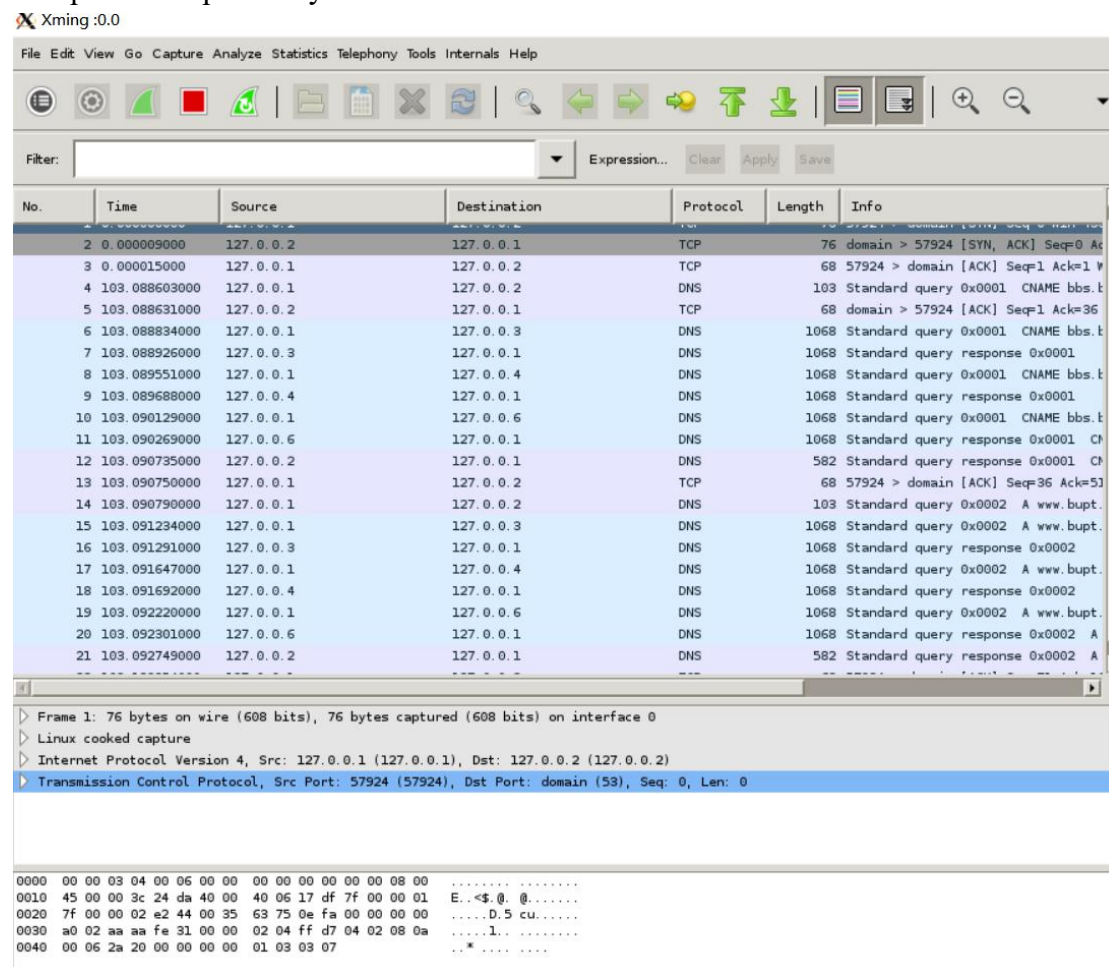 Xming :0.0
File Edit View Go Capture Analyze Statistics Telephony Tools Internals Help
Filter: Expression... Clear Apply Save
No. Time Source Destination Protocol Length Info
2 0.000009000 127.0.0.2 127.0.0.1 TCP 76 domain > 57924 [SYN, ACK] Seq=0 Ac
3 0.000015000 127.0.0.1 127.0.0.2 TCP 68 57924 > domain [ACK] Seq=1 Ack=1 W
4 103.088603000 127.0.0.1 127.0.0.2 DNS 103 Standard query 0x0001 CNAME bbs.b
5 103.088631000 127.0.0.2 127.0.0.1 TCP 68 domain > 57924 [ACK] Seq=1 Ack=36
6 103.088834000 127.0.0.1 127.0.0.3 DNS 1068 Standard query 0x0001 CNAME bbs.b
7 103.088926000 127.0.0.3 127.0.0.1 DNS 1068 Standard query response 0x0001
8 103.089551000 127.0.0.1 127.0.0.4 DNS 1068 Standard query 0x0001 CNAME bbs.b
9 103.089688000 127.0.0.4 127.0.0.1 DNS 1068 Standard query response 0x0001
10 103.090129000 127.0.0.1 127.0.0.6 DNS 1068 Standard query 0x0001 CNAME bbs.b
11 103.090269000 127.0.0.6 127.0.0.1 DNS 1068 Standard query response 0x0001 CN
12 103.090735000 127.0.0.2 127.0.0.1 DNS 582 Standard query response 0x0001 CN
13 103.090750000 127.0.0.1 127.0.0.2 TCP 68 57924 > domain [ACK] Seq=36 Ack=51
14 103.090790000 127.0.0.1 127.0.0.2 DNS 103 Standard query 0x0002 A www.bupt.
15 103.091234000 127.0.0.1 127.0.0.3 DNS 1068 Standard query 0x0002 A www.bupt.
16 103.091291000 127.0.0.3 127.0.0.1 DNS 1068 Standard query response 0x0002
17 103.091647000 127.0.0.1 127.0.0.4 DNS 1068 Standard query 0x0002 A www.bupt.
18 103.091692000 127.0.0.4 127.0.0.1 DNS 1068 Standard query response 0x0002
19 103.092220000 127.0.0.1 127.0.0.6 DNS 1068 Standard query 0x0002 A www.bupt.
20 103.092301000 127.0.0.6 127.0.0.1 DNS 1068 Standard query response 0x0002 A
21 103.092749000 127.0.0.2 127.0.0.1 DNS 582 Standard query response 0x0002 A
Frame 1: 76 bytes on wire (608 bits), 76 bytes captured (608 bits) on interface 0
Linux cooked capture
Internet Protocol Version 4, Src: 127.0.0.1 (127.0.0.1), Dst: 127.0.0.2 (127.0.0.2)
Transmission Control Protocol, Src Port: 57924 (57924), Dst Port: domain (53), Seq: 0, Len: 0
0000 00 00 03 04 00 06 00 00 00 00 00 00 00 00 08 00 ........ ........
0010 45 00 00 3c 24 da 40 00 40 06 17 df 7f 00 00 01 E..<$.@. @.......
0020 7f 00 00 02 e2 44 00 35 63 75 0e fa 00 00 00 00 .....D.5 cu......
0030 a0 02 aa aa fe 31 00 00 02 04 ff d7 04 02 08 0a .....1.. ........
0040 00 06 2a 20 00 00 00 00 01 03 03 07 ..* .... ....